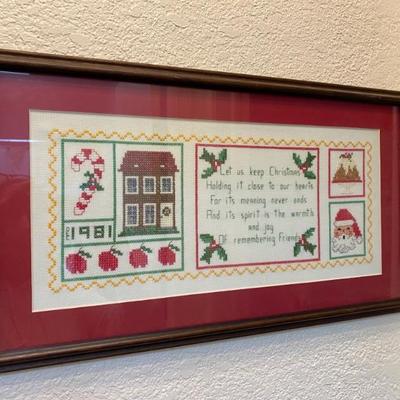 Let us keep Christmas
Holding it close to our hearts
For its meaning never ends
And its spirit is the warmth
and joy
Of remembering Friends
1981